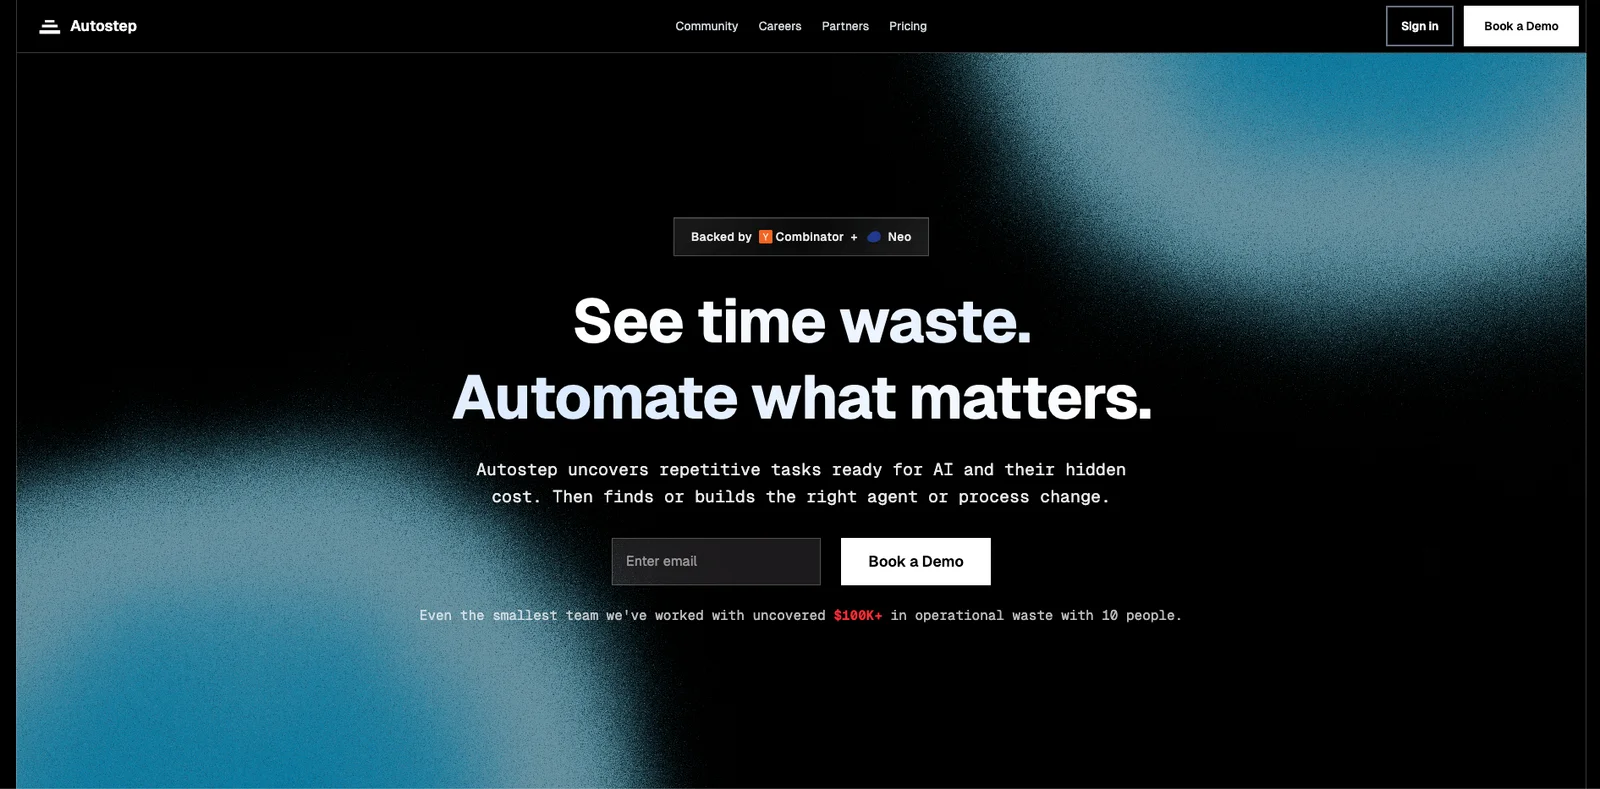 Autostep
Community Careers Partners Pricing
Sign in
Book a Demo
Backed by Y Combinator + Neo
See time waste.
Automate what matters.
Autostep uncovers repetitive tasks ready for AI and their hidden
cost. Then finds or builds the right agent or process change.
Enter email
Book a Demo
Even the smallest team we've worked with uncovered $100K+ in operational waste with 10 people.